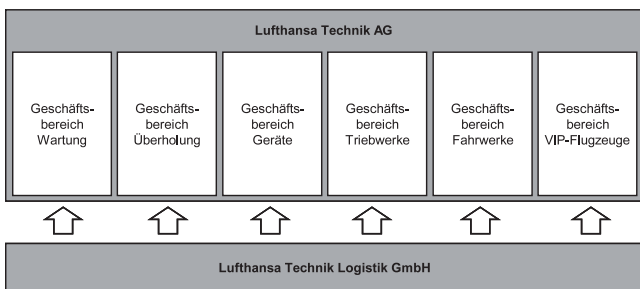 Lufthansa Technik AG
Geschäfts-
bereich
Wartung
Geschäfts-
bereich
Überholung
Geschäfts-
bereich
Geräte
Geschäfts-
bereich
Triebwerke
Geschäfts-
bereich
Fahrwerke
Geschäfts-
bereich
VIP-Flugzeuge
Lufthansa Technik Logistik GmbH